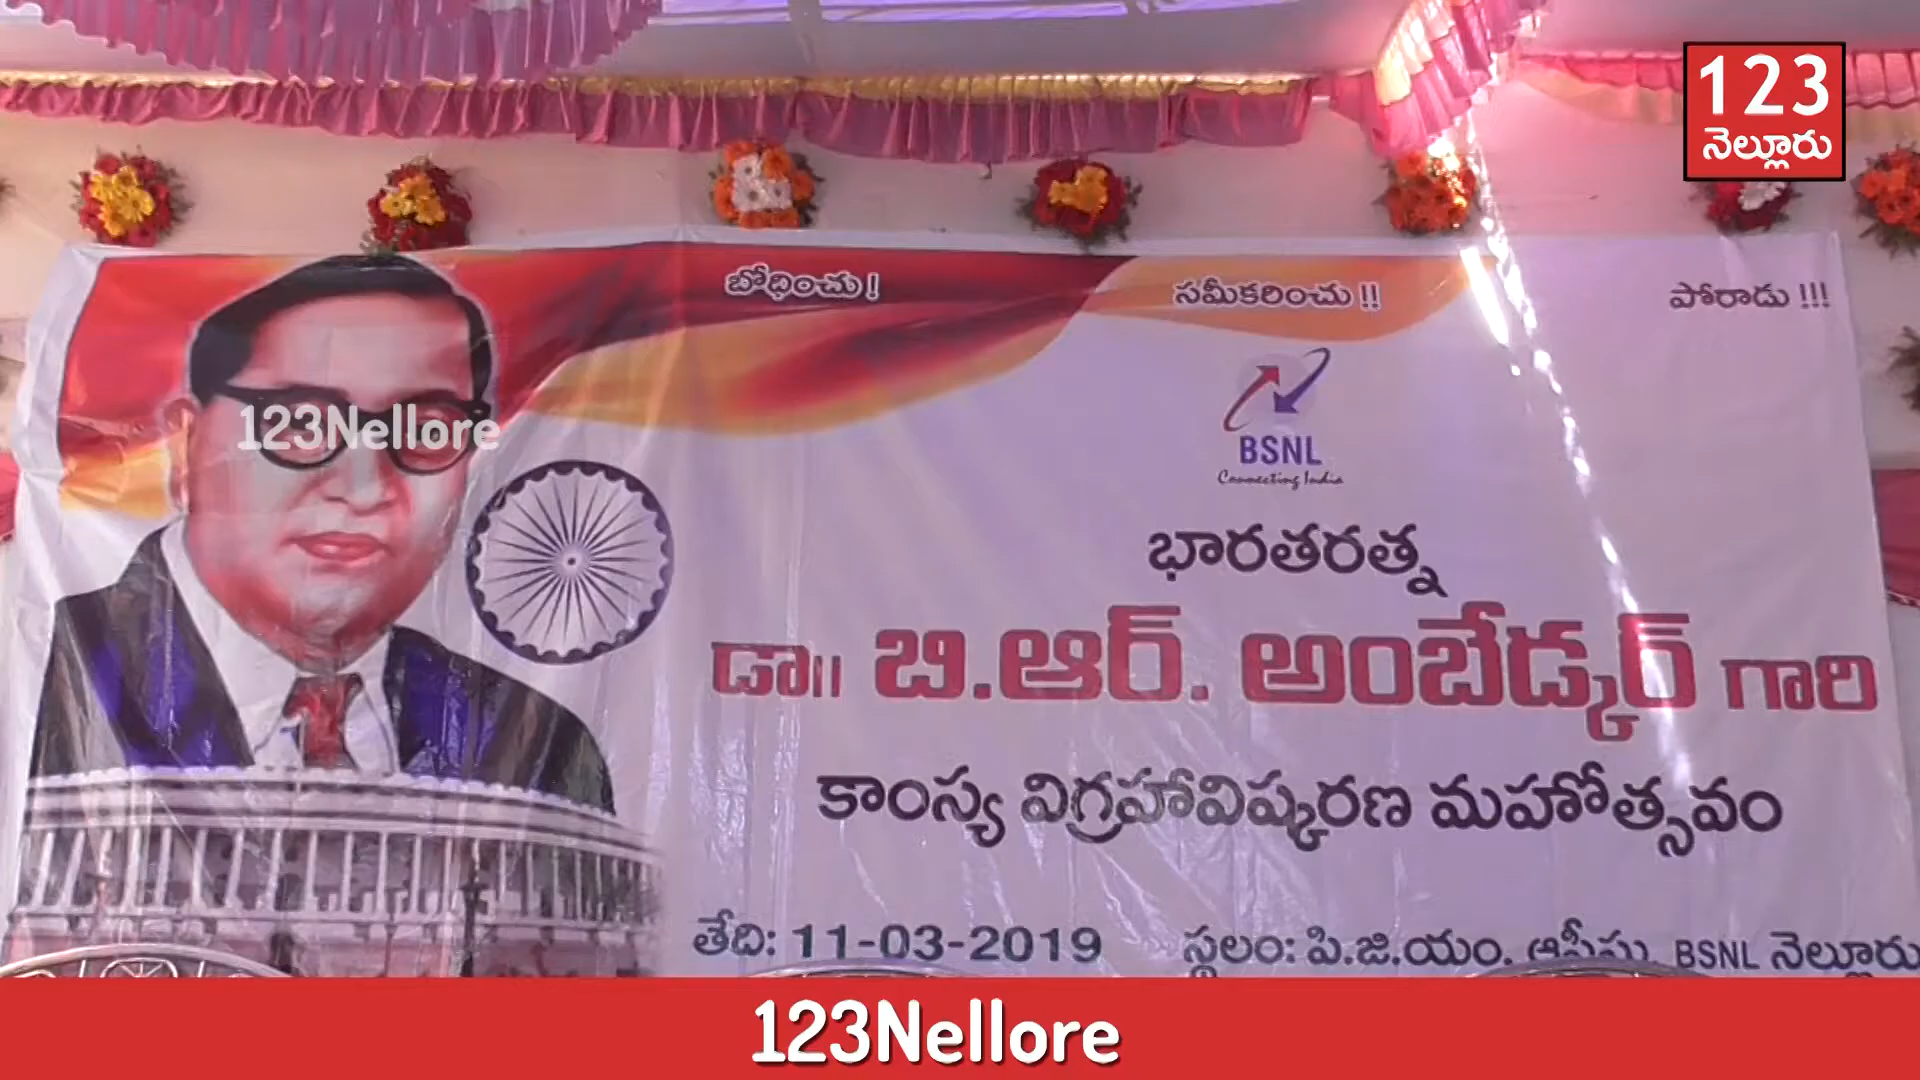 123
నెల్లూరు
బోధించు ! సమీకరించు !! పోరాడు !!!
123Nellore
BSNL
Connecting India
భారతరత్న
డా॥ బి.ఆర్. అంబేడ్కర్ గారి
కాంస్య విగ్రహావిష్కరణ మహోత్సవం
తేది: 11-03-2019 స్థలం: పి.జి.యం. ఆఫీసు, BSNL నెల్లూరు
123Nellore